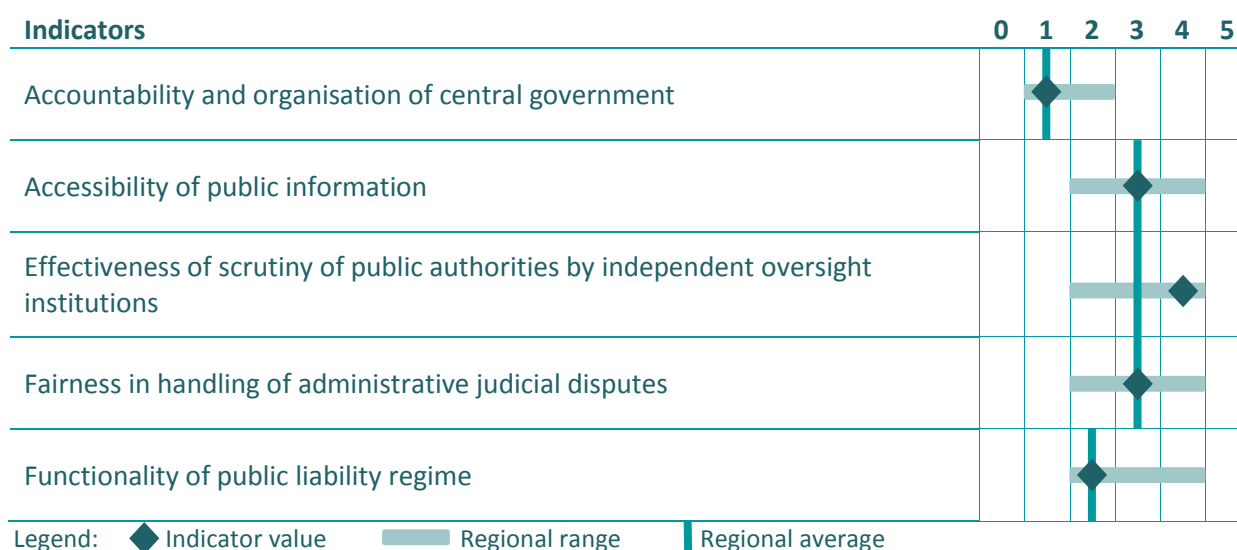 Indicators 0 1 2 3 4 5
Accountability and organisation of central government
Accessibility of public information
Effectiveness of scrutiny of public authorities by independent oversight
institutions
Fairness in handling of administrative judicial disputes
Functionality of public liability regime
Legend: Indicator value Regional range Regional average